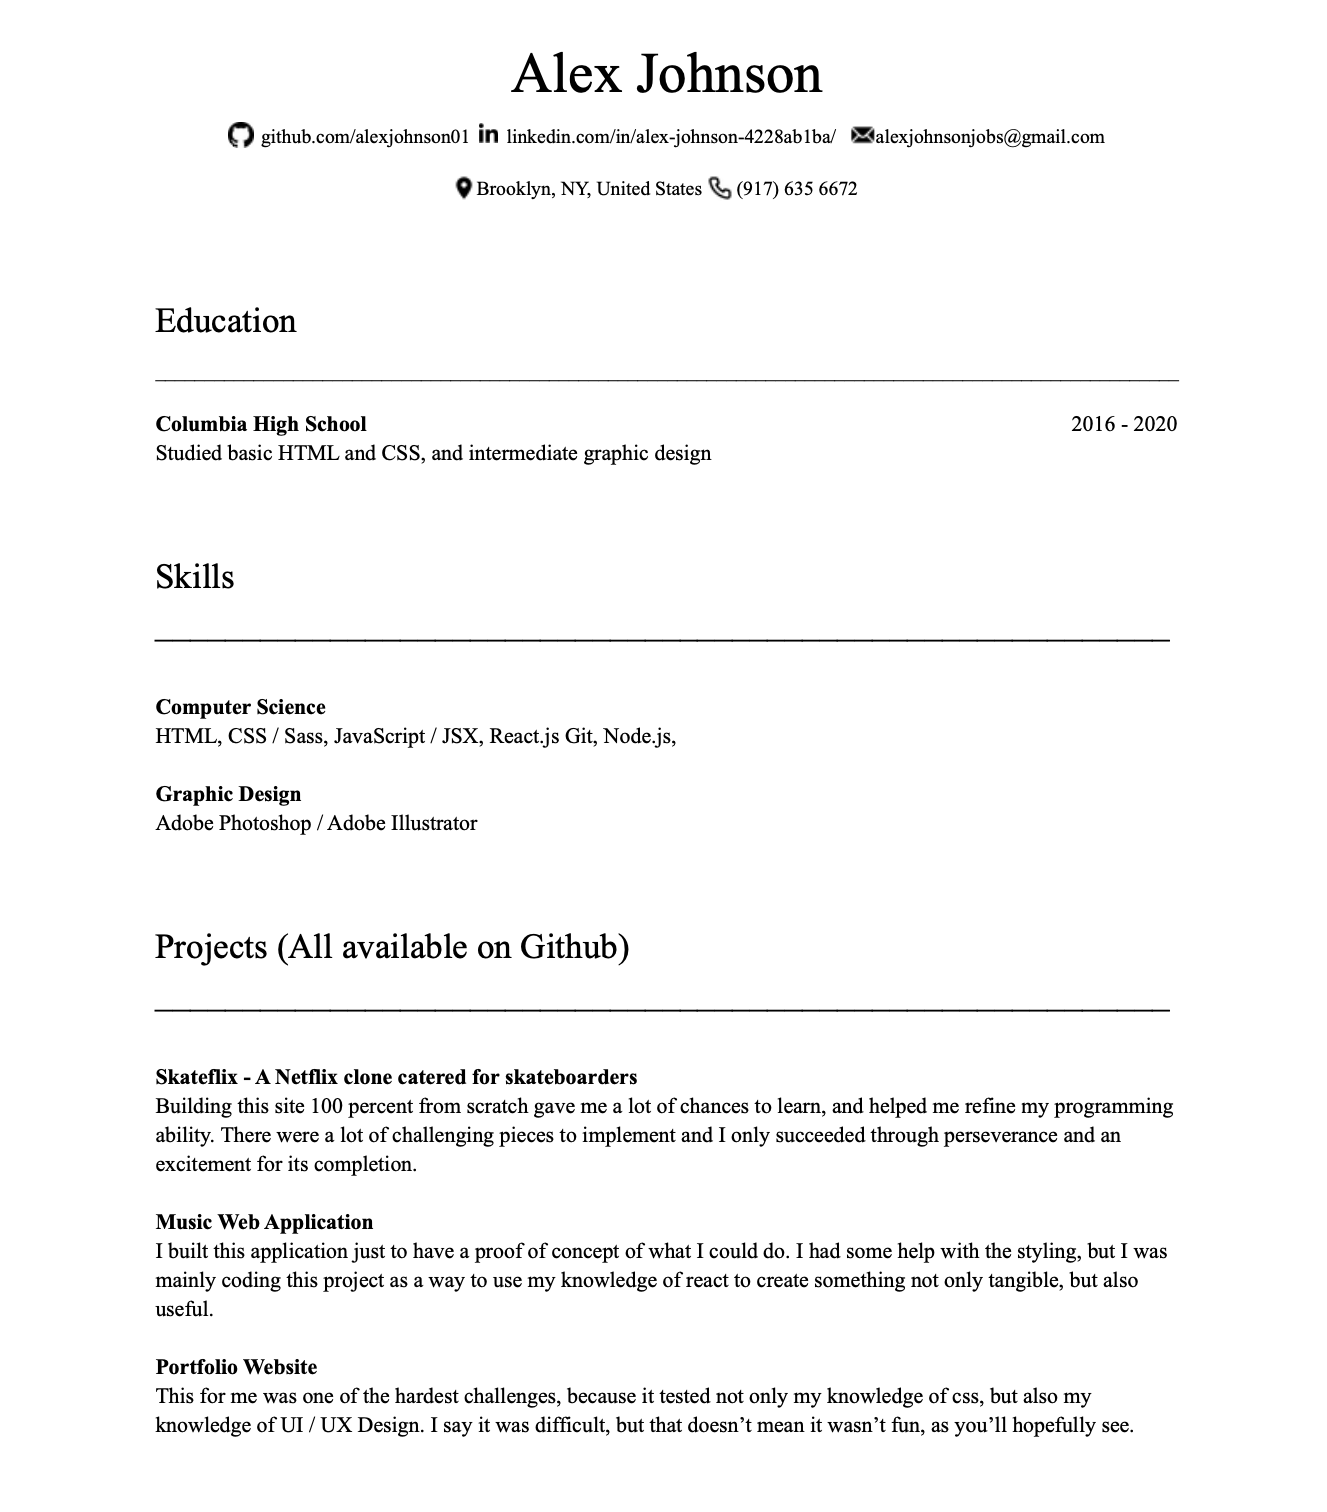 Alex Johnson
github.com/alexjohnson01 in linkedin.com/in/alex-johnson-4228ab1ba/ alexjohnsonjobs@gmail.com
Brooklyn, NY, United States (917) 635 6672
Education
Columbia High School 2016 - 2020
Studied basic HTML and CSS, and intermediate graphic design
Skills
Computer Science
HTML, CSS / Sass, JavaScript / JSX, React.js Git, Node.js,
Graphic Design
Adobe Photoshop / Adobe Illustrator
Projects (All available on Github)
Skateflix - A Netflix clone catered for skateboarders
Building this site 100 percent from scratch gave me a lot of chances to learn, and helped me refine my programming
ability. There were a lot of challenging pieces to implement and I only succeeded through perseverance and an
excitement for its completion.
Music Web Application
I built this application just to have a proof of concept of what I could do. I had some help with the styling, but I was
mainly coding this project as a way to use my knowledge of react to create something not only tangible, but also
useful.
Portfolio Website
This for me was one of the hardest challenges, because it tested not only my knowledge of css, but also my
knowledge of UI / UX Design. I say it was difficult, but that doesn’t mean it wasn’t fun, as you’ll hopefully see.